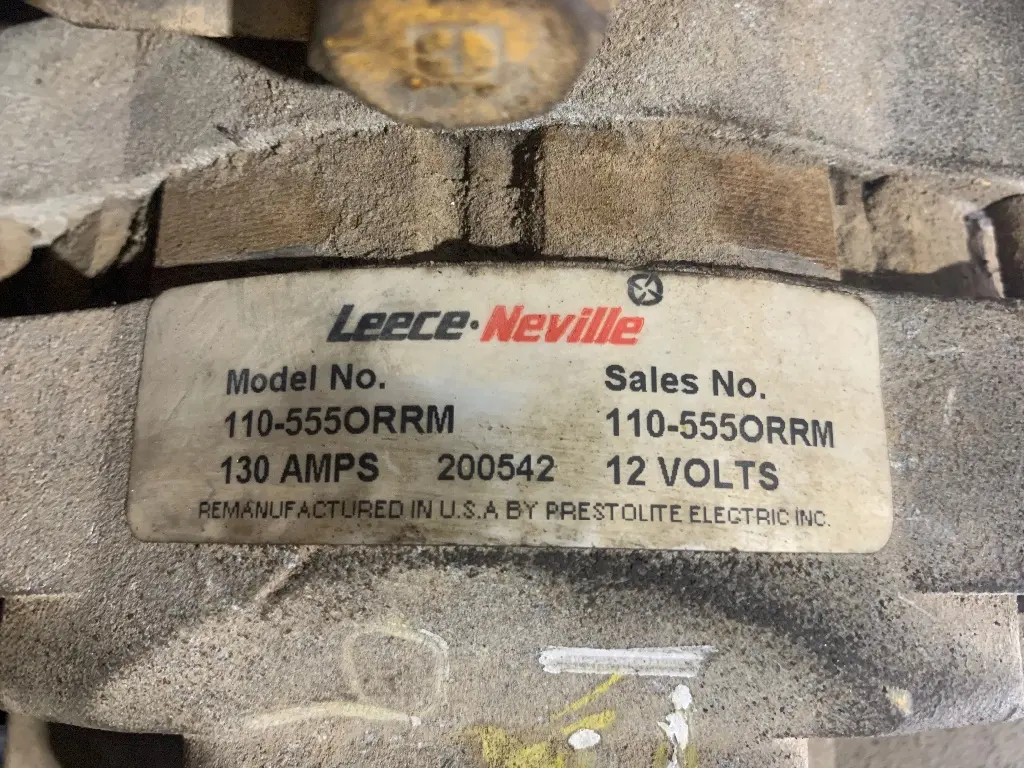 Leece·Neville
Model No. Sales No.
110-555ORRM 110-555ORRM
130 AMPS 200542 12 VOLTS
REMANUFACTURED IN U.S.A BY PRESTOLITE ELECTRIC INC.